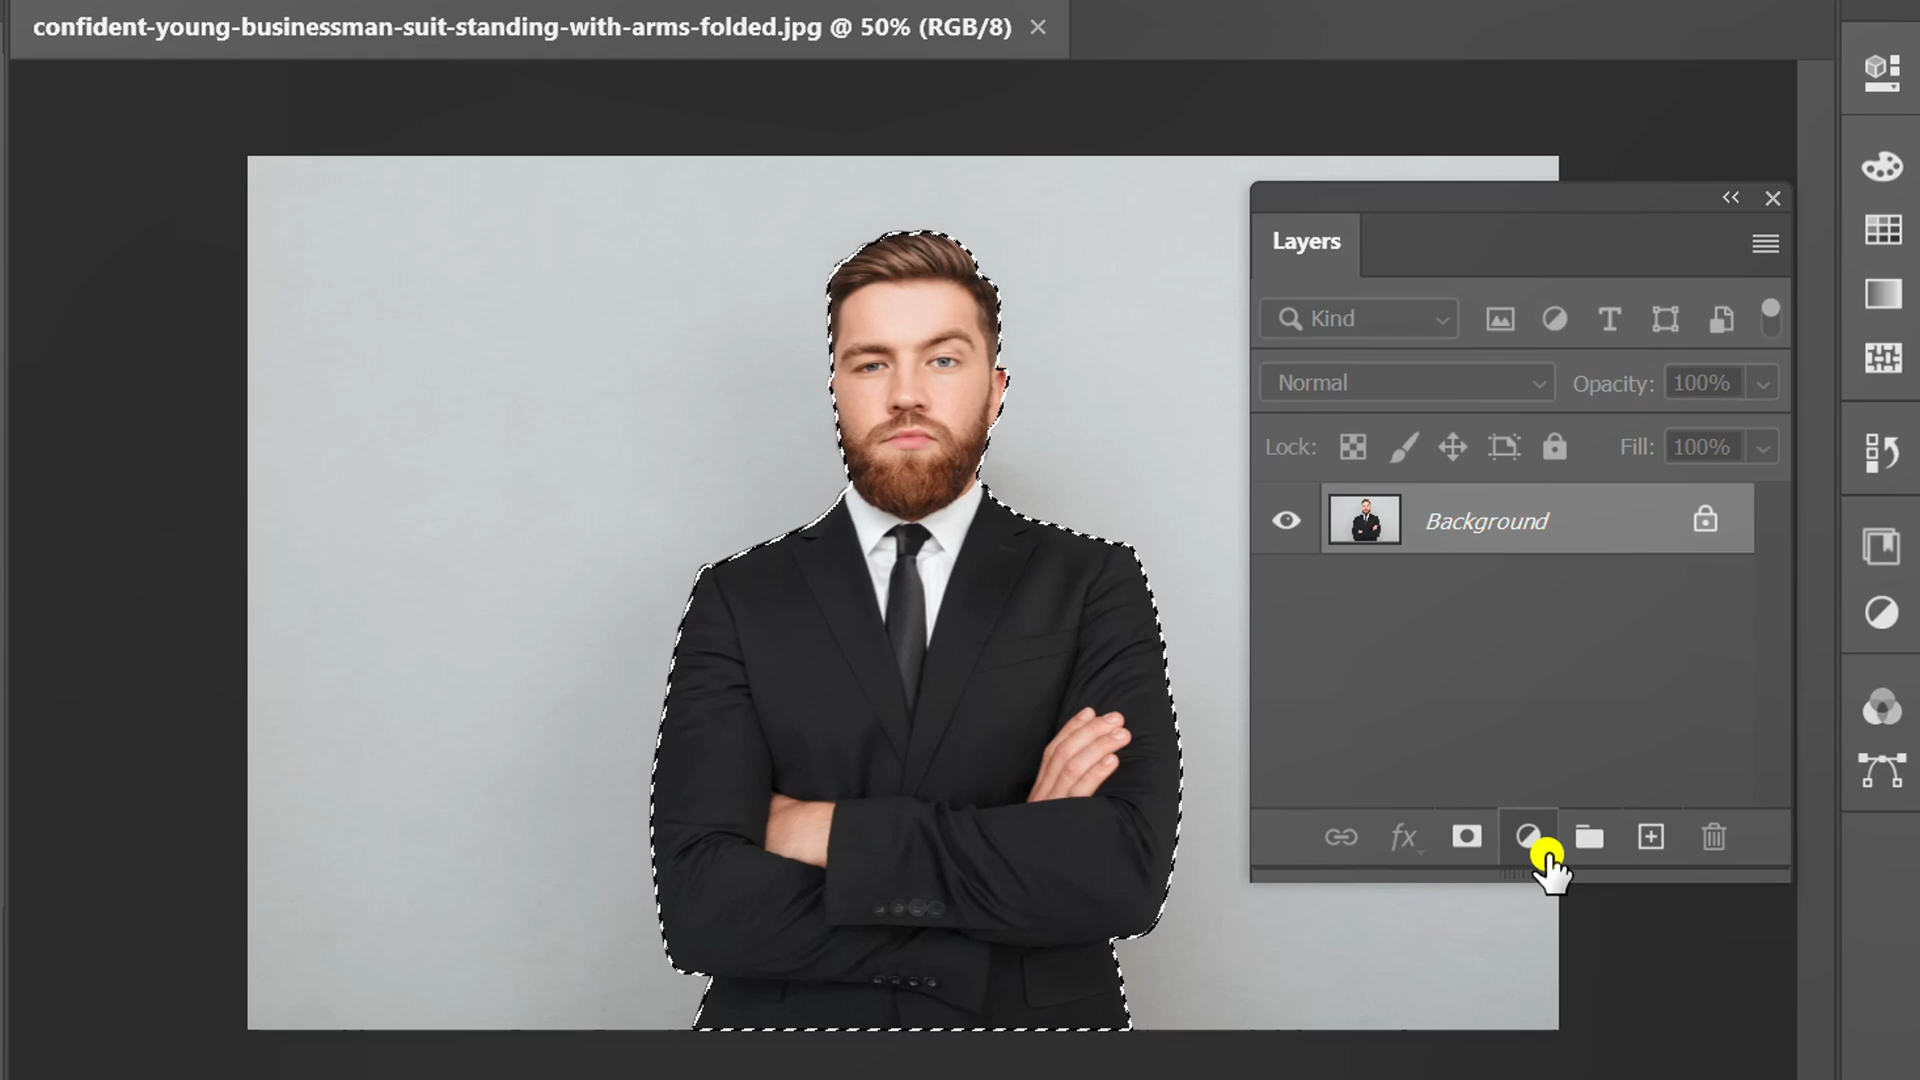 confident-young-businessman-suit-standing-with-arms-folded.jpg @ 50% (RGB/8) ×
Layers
Kind
Normal Opacity: 100%
Lock: Fill: 100%
Background
fx